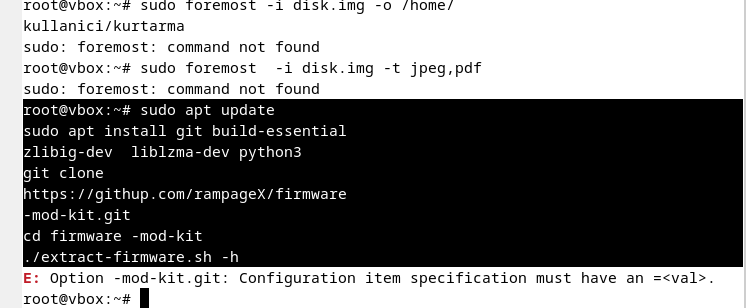 root@vbox:~# sudo foremost -i disk.img -o /home/
kullanici/kurtarma
sudo: foremost: command not found
root@vbox:~# sudo foremost  -i disk.img -t jpeg,pdf
sudo: foremost: command not found
root@vbox:~# sudo apt update
sudo apt install git build-essential
zlibig-dev  liblzma-dev python3
git clone
https://githup.com/rampageX/firmware
-mod-kit.git
cd firmware -mod-kit
./extract-firmware.sh -h
E: Option -mod-kit.git: Configuration item specification must have an =<val>.
root@vbox:~#